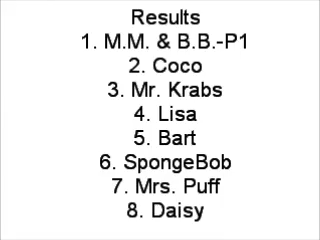 Results
1. M.M. & B.B.-P1
2. Coco
3. Mr. Krabs
4. Lisa
5. Bart
6. SpongeBob
7. Mrs. Puff
8. Daisy